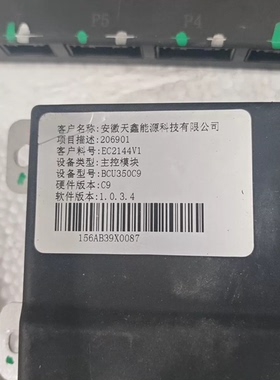 P5 P4
客户名称:安徽天鑫能源科技有限公司
项目描述:206901
客户料号:EC2144V1
设备类型:主控模块
设备型号:BCU350C9
硬件版本:C9
软件版本:1.0.3.4
156AB39X0087